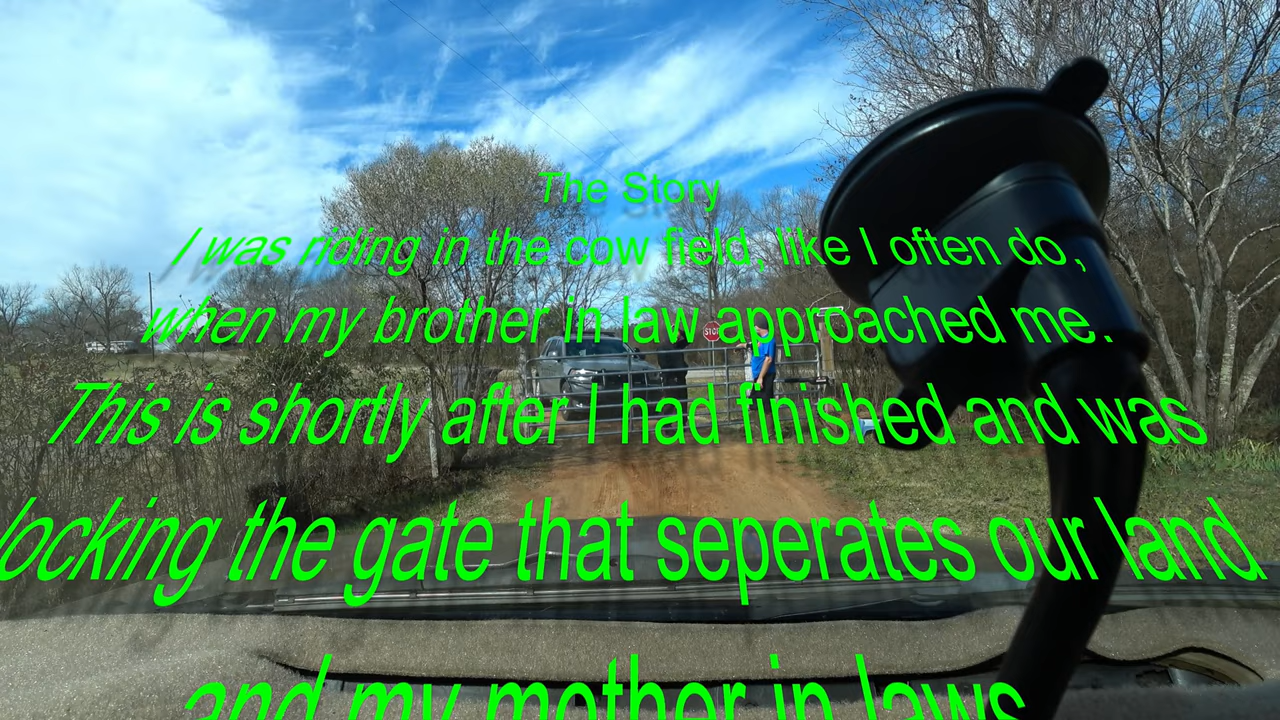 The Story
I was riding in the cow field, like I often do,
when my brother in law approached me.
STOP
This is shortly after I had finished and was
locking the gate that seperates our land
and my mother in laws